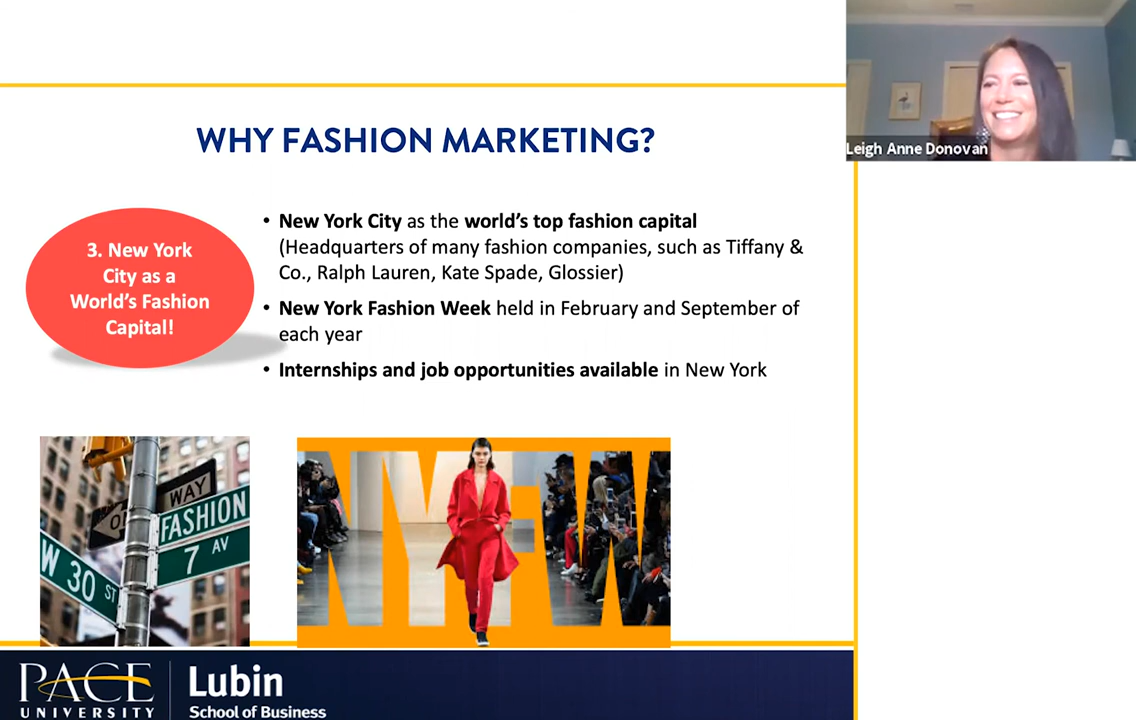 WHY FASHION MARKETING?
Leigh Anne Donovan
3. New York
City as a
World's Fashion
Capital!
• New York City as the world's top fashion capital
(Headquarters of many fashion companies, such as Tiffany &
Co., Ralph Lauren, Kate Spade, Glossier)
• New York Fashion Week held in February and September of
each year
• Internships and job opportunities available in New York
WAY
FASHION
7 AV
W 30 ST
NYFW
PACE
UNIVERSITY
Lubin
School of Business